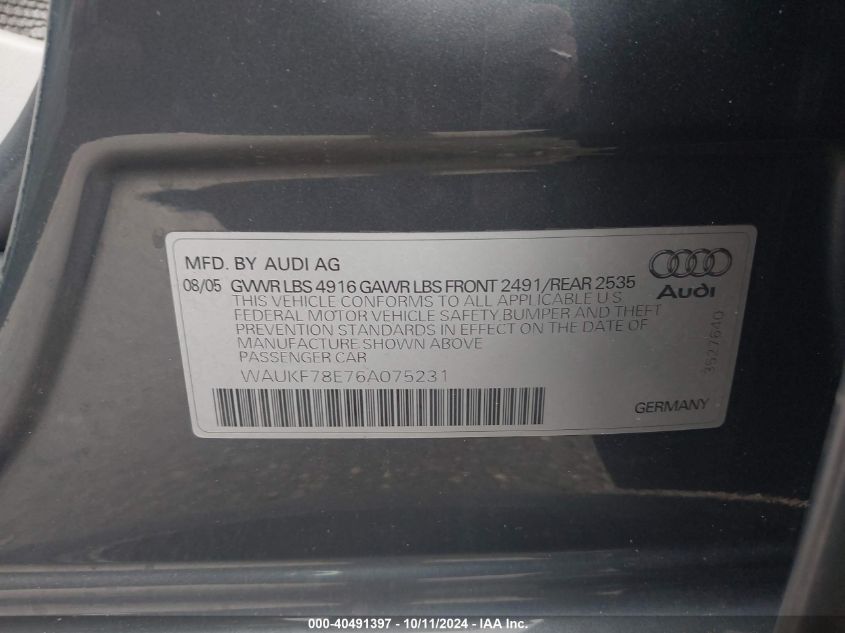 MFD. BY AUDI AG
08/05 GVWR LBS 4916 GAWR LBS FRONT 2491/REAR 2535
THIS VEHICLE CONFORMS TO ALL APPLICABLE U S
FEDERAL MOTOR VEHICLE SAFETY, BUMPER AND THEFT
PREVENTION STANDARDS IN EFFECT ON THE DATE OF
MANUFACTURE SHOWN ABOVE
PASSENGER CAR
WAUKF78E76A075231
Audi
3527640
GERMANY
000-40491397 - 10/11/2024 - IAA, Inc.